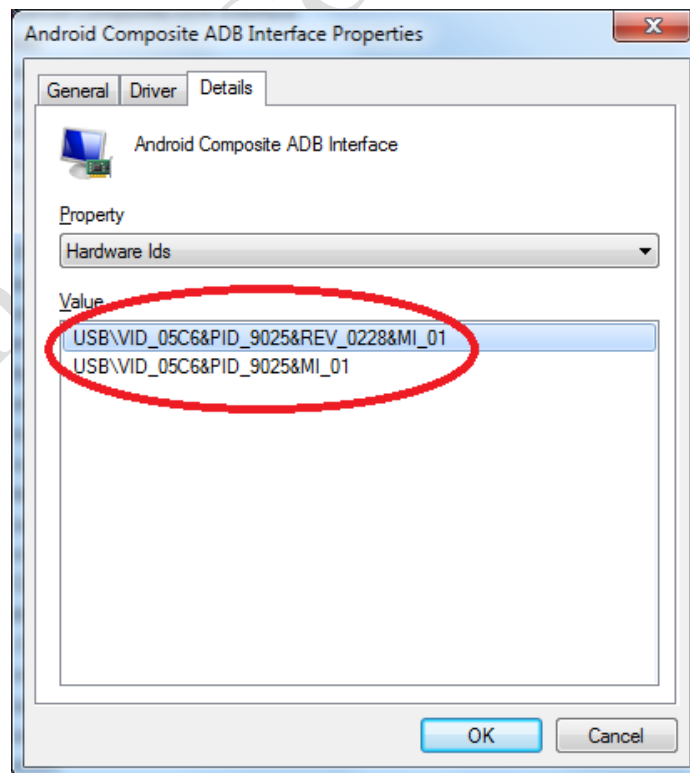 Android Composite ADB Interface Properties
X
General Driver Details
Android Composite ADB Interface
Property
Hardware Ids
Value
USB\VID_05C6&PID_9025&REV_0228&MI_01
USB\VID_05C6&PID_9025&MI_01
OK Cancel